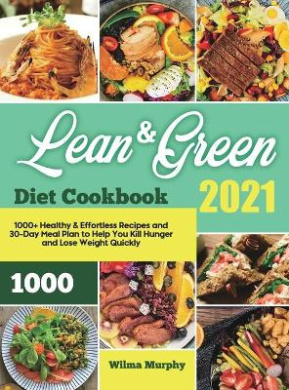 Lean & Green
Diet Cookbook 2021
1000+ Healthy & Effortless Recipes and
30-Day Meal Plan to Help You Kill Hunger
and Lose Weight Quickly
1000
Wilma Murphy